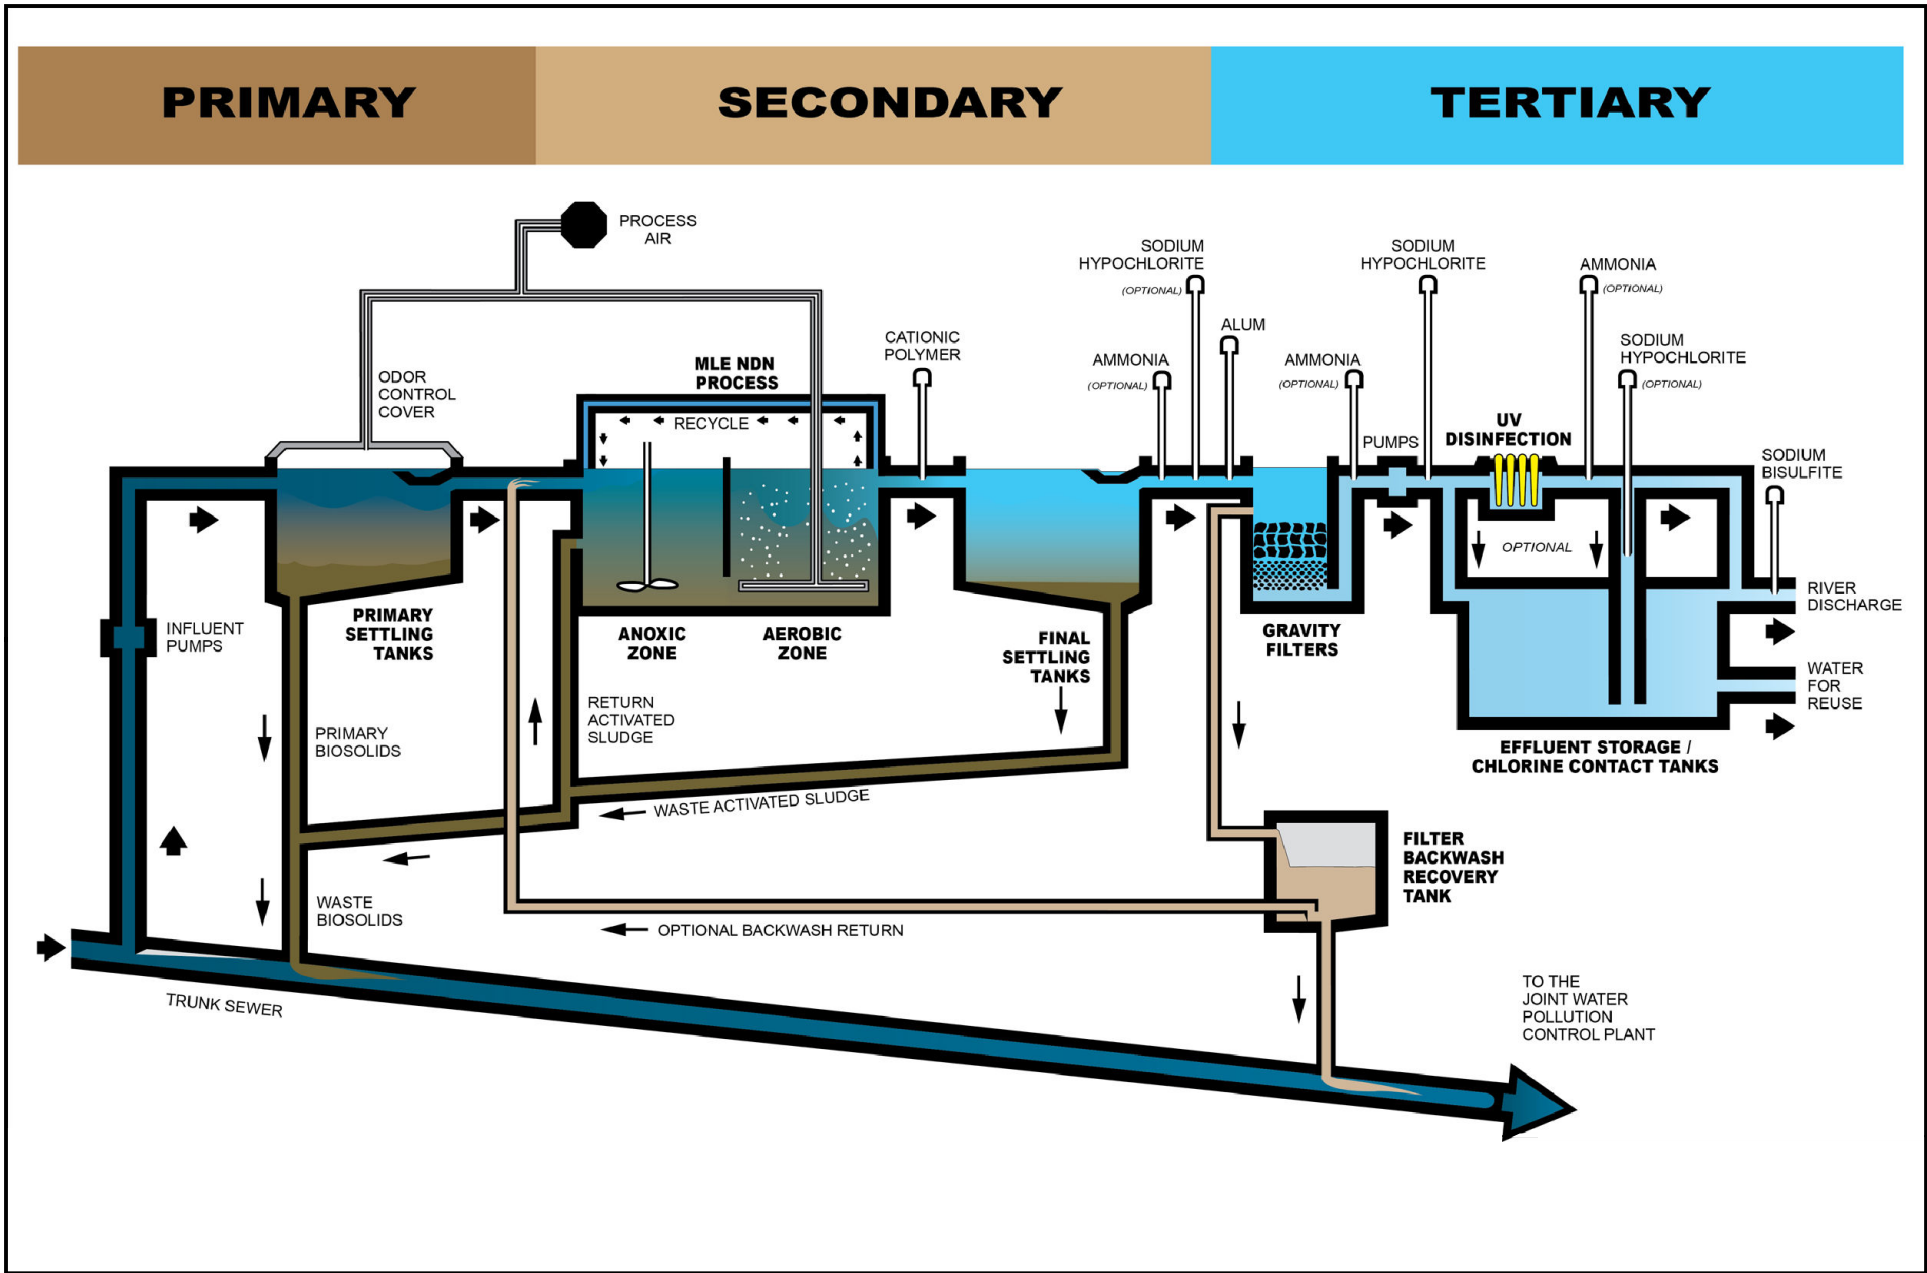 PRIMARY
SECONDARY
TERTIARY
PROCESS
AIR
ODOR
CONTROL
COVER
MLE NDN
PROCESS
RECYCLE
CATIONIC
POLYMER
SODIUM
HYPOCHLORITE
(OPTIONAL)
AMMONIA
(OPTIONAL)
ALUM
AMMONIA
(OPTIONAL)
SODIUM
HYPOCHLORITE
PUMPS
UV
DISINFECTION
AMMONIA
(OPTIONAL)
SODIUM
HYPOCHLORITE
(OPTIONAL)
SODIUM
BISULFITE
OPTIONAL
RIVER
DISCHARGE
WATER
FOR
REUSE
INFLUENT
PUMPS
PRIMARY
SETTLING
TANKS
ANOXIC
ZONE
AEROBIC
ZONE
FINAL
SETTLING
TANKS
GRAVITY
FILTERS
EFFLUENT STORAGE /
CHLORINE CONTACT TANKS
PRIMARY
BIOSOLIDS
RETURN
ACTIVATED
SLUDGE
WASTE ACTIVATED SLUDGE
WASTE
BIOSOLIDS
OPTIONAL BACKWASH RETURN
FILTER
BACKWASH
RECOVERY
TANK
TRUNK SEWER
TO THE
JOINT WATER
POLLUTION
CONTROL PLANT